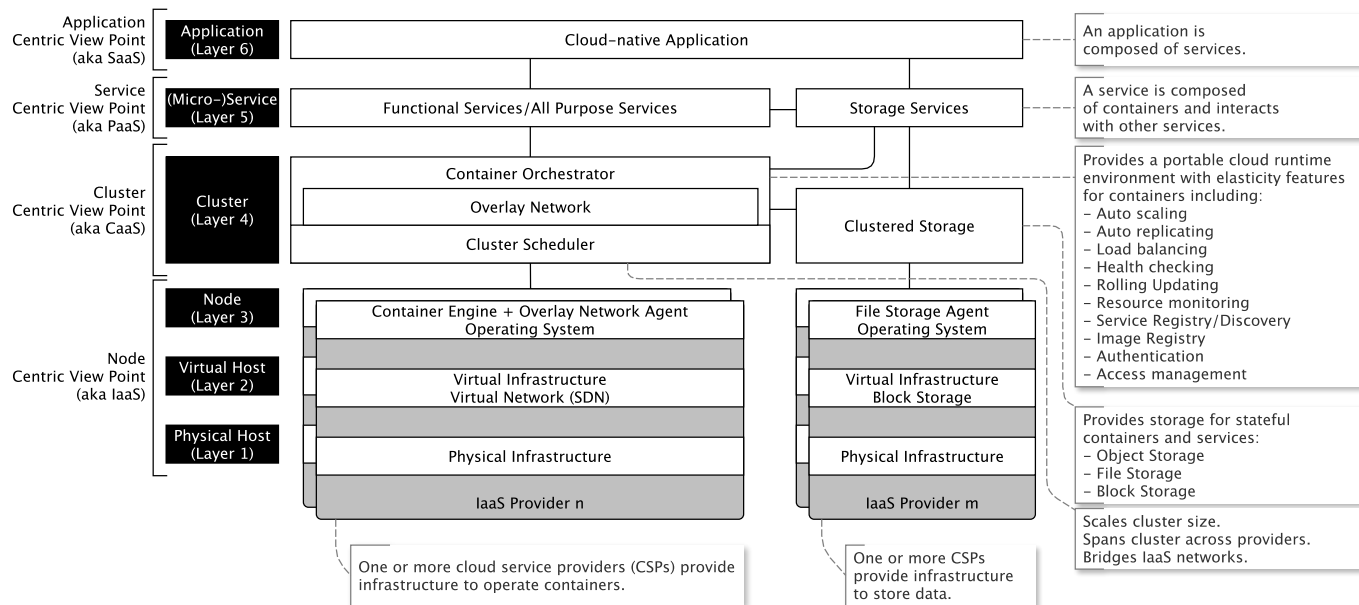 Application
Centric View Point
(aka SaaS)
Application
(Layer 6)
Cloud-native Application
An application is
composed of services.
Service
Centric View Point
(aka PaaS)
(Micro-)Service
(Layer 5)
Functional Services/All Purpose Services
Storage Services
A service is composed
of containers and interacts
with other services.
Cluster
Centric View Point
(aka CaaS)
Cluster
(Layer 4)
Container Orchestrator
Overlay Network
Cluster Scheduler
Clustered Storage
Provides a portable cloud runtime
environment with elasticity features
for containers including:
- Auto scaling
- Auto replicating
- Load balancing
- Health checking
- Rolling Updating
- Resource monitoring
- Service Registry/Discovery
- Image Registry
- Authentication
- Access management
Node
Centric View Point
(aka IaaS)
Node
(Layer 3)
Container Engine + Overlay Network Agent
Operating System
File Storage Agent
Operating System
Virtual Host
(Layer 2)
Virtual Infrastructure
Virtual Network (SDN)
Virtual Infrastructure
Block Storage
Physical Host
(Layer 1)
Physical Infrastructure
Physical Infrastructure
IaaS Provider n
IaaS Provider m
Provides storage for stateful
containers and services:
- Object Storage
- File Storage
- Block Storage
Scales cluster size.
Spans cluster across providers.
Bridges IaaS networks.
One or more cloud service providers (CSPs) provide
infrastructure to operate containers.
One or more CSPs
provide infrastructure
to store data.